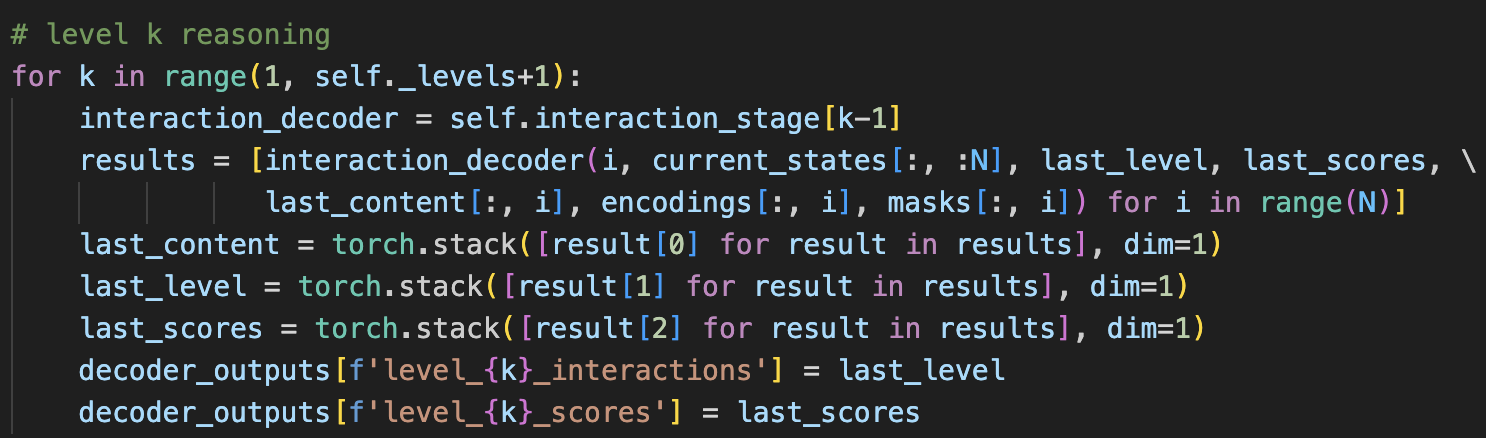 # level k reasoning
for k in range(1, self._levels+1):
    interaction_decoder = self.interaction_stage[k-1]
    results = [interaction_decoder(i, current_states[:, :N], last_level, last_scores, \
               last_content[:, i], encodings[:, i], masks[:, i]) for i in range(N)]
    last_content = torch.stack([result[0] for result in results], dim=1)
    last_level = torch.stack([result[1] for result in results], dim=1)
    last_scores = torch.stack([result[2] for result in results], dim=1)
    decoder_outputs[f'level_{k}_interactions'] = last_level
    decoder_outputs[f'level_{k}_scores'] = last_scores